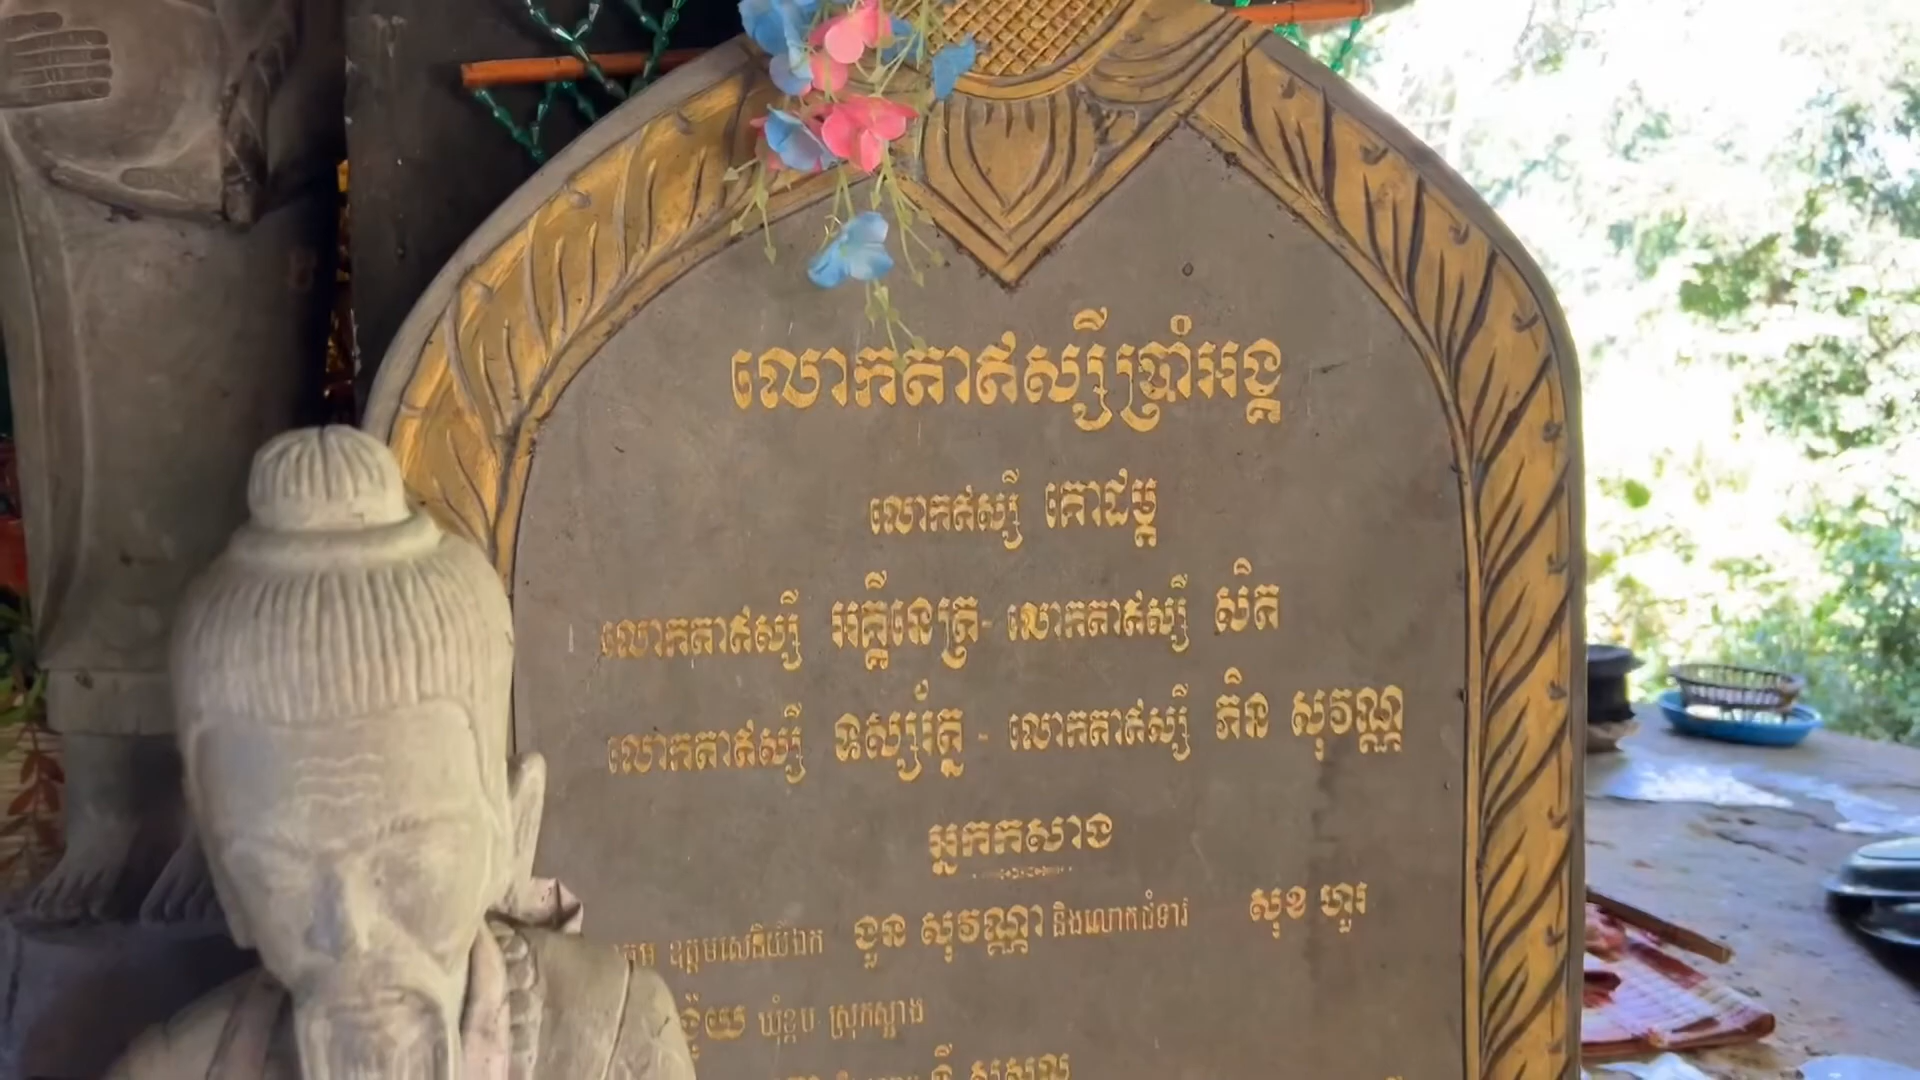 លោកតាឥស្សីប្រាំអង្គ
លោកឥស្សី គោដម្ត
លោកតាឥស្សី អគ្គីនេត្រ - លោកតាឥស្សី សិត
លោកតាឥស្សី ទស្សរ័ត្ន - លោកតាឥស្សី ភិន សុវណ្ណ
អ្នកកសាង
ឧត្តមសេនីយ៍ឯក ងួន សុវណ្ណា និងលោកជំទាវ សុខ ហួរ
ឃុំខ្កប ស្រុកស្អាង